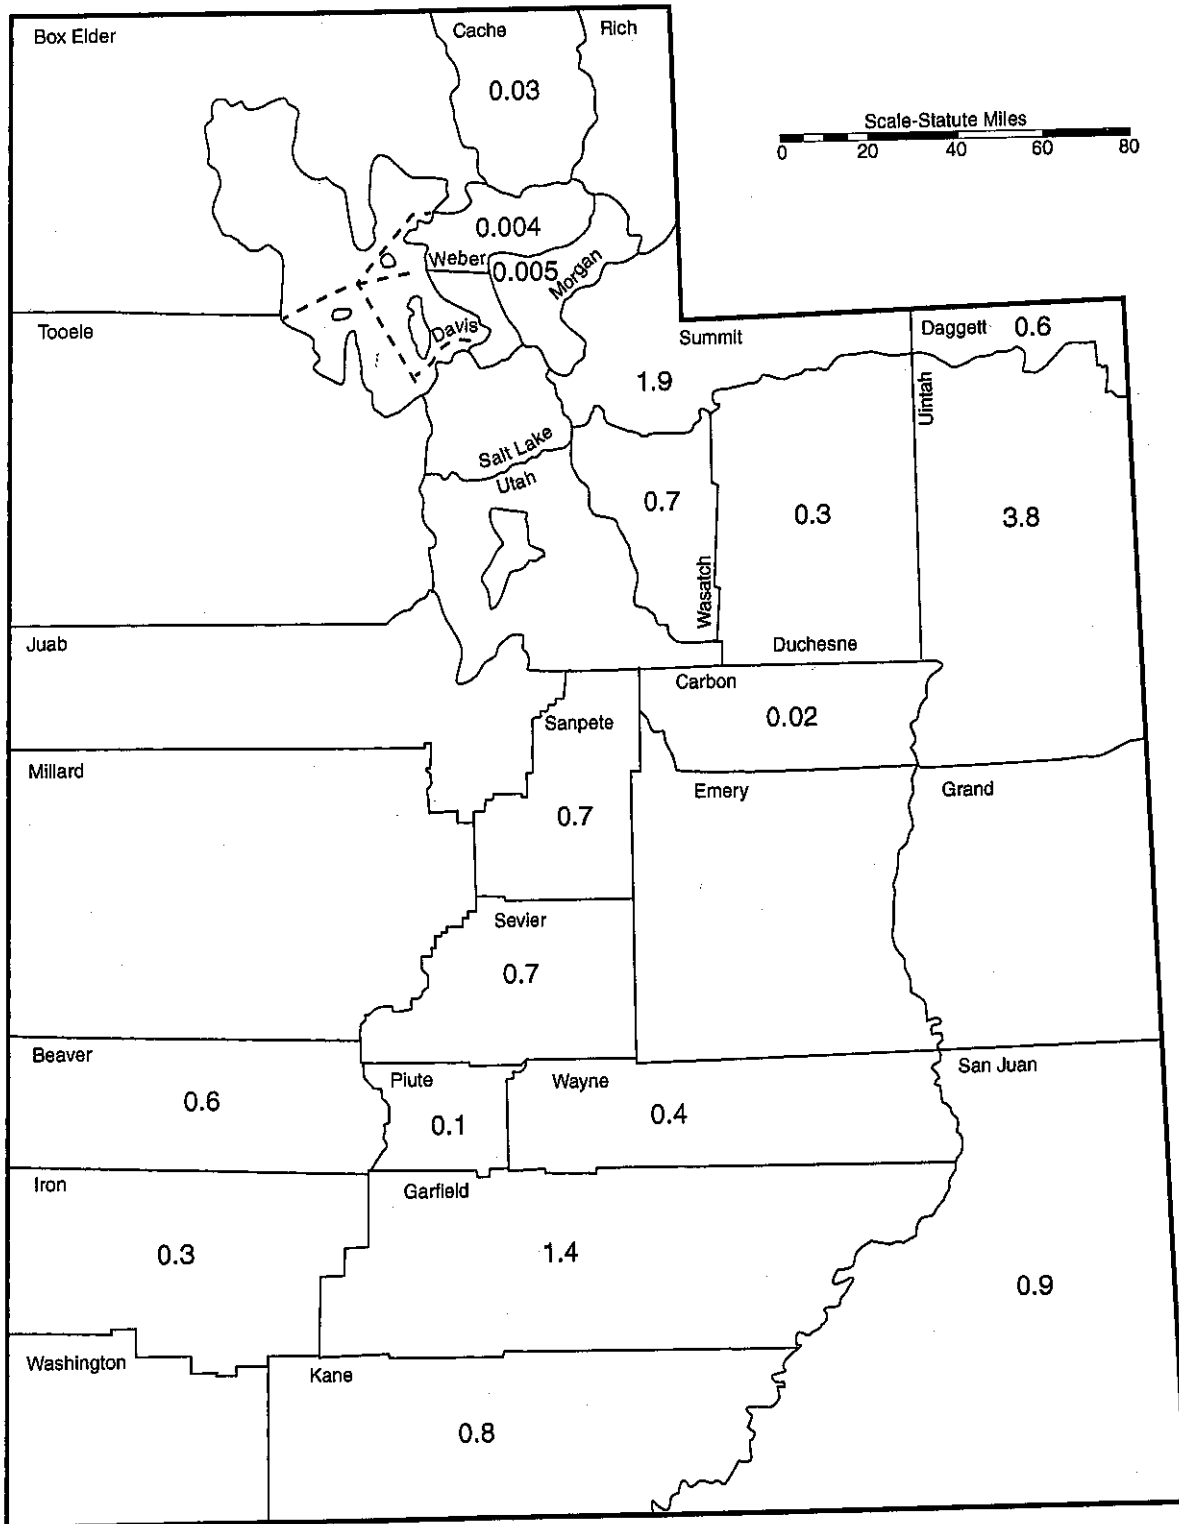 Box Elder
Cache
Rich
0.03
Scale-Statute Miles
0 20 40 60 80
0.004
Weber
0.005
Morgan
Tooele
Davis
Summit
Daggett 0.6
1.9
Uintah
Salt Lake
Utah
0.7
0.3
3.8
Wasatch
Juab
Duchesne
Carbon
0.02
Sanpete
Millard
Emery
Grand
0.7
Sevier
0.7
Beaver
Piute
Wayne
San Juan
0.6
0.1
0.4
Iron
Garfield
0.3
1.4
0.9
Washington
Kane
0.8